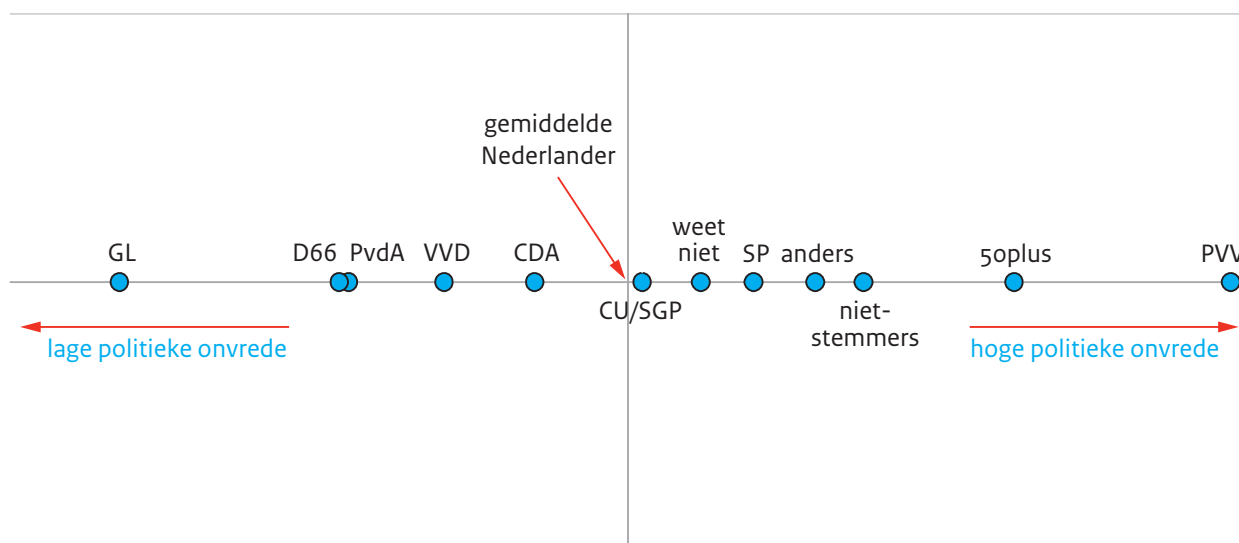 gemiddelde
Nederlander
GL
D66
PvdA
VVD
CDA
CU/SGP
weet
niet
SP
anders
niet-
stemmers
50plus
PVV
lage politieke onvrede
hoge politieke onvrede